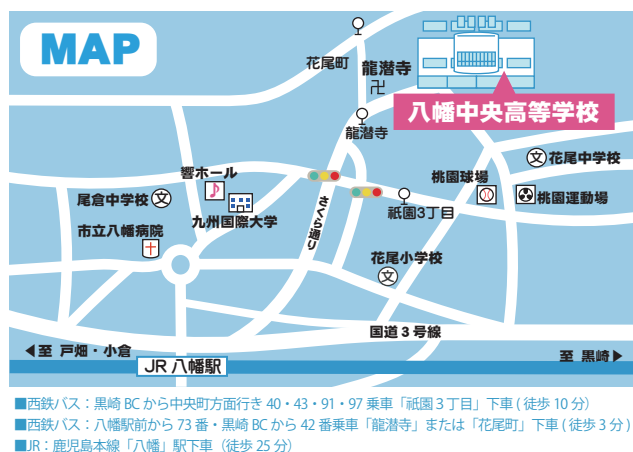 MAP
花尾町
龍潜寺
卍
八幡中央高等学校
龍潜寺
文 花尾中学校
響ホール
桃園球場
尾倉中学校 文
桃園運動場
九州国際大学
祇園3丁目
さくら通り
市立八幡病院
花尾小学校
文
国道3号線
◀至 戸畑・小倉
至 黒崎▶
JR 八幡駅
■西鉄バス：黒崎 BC から中央町方面行き 40・43・91・97 乗車「祇園 3 丁目」下車 ( 徒歩 10 分）
■西鉄バス：八幡駅前から 73 番・黒崎 BC から 42 番乗車「龍潜寺」または「花尾町」下車 ( 徒歩 3 分 )
■JR：鹿児島本線「八幡」駅下車（徒歩 25 分）